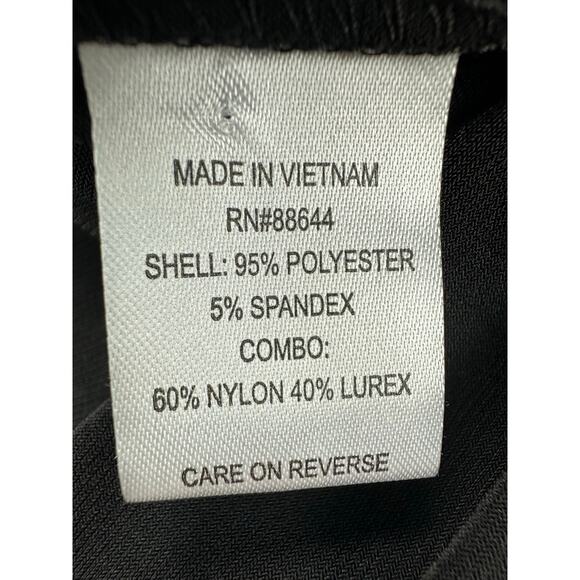 MADE IN VIETNAM
RN#88644
SHELL: 95% POLYESTER
5% SPANDEX
COMBO:
60% NYLON 40% LUREX
CARE ON REVERSE